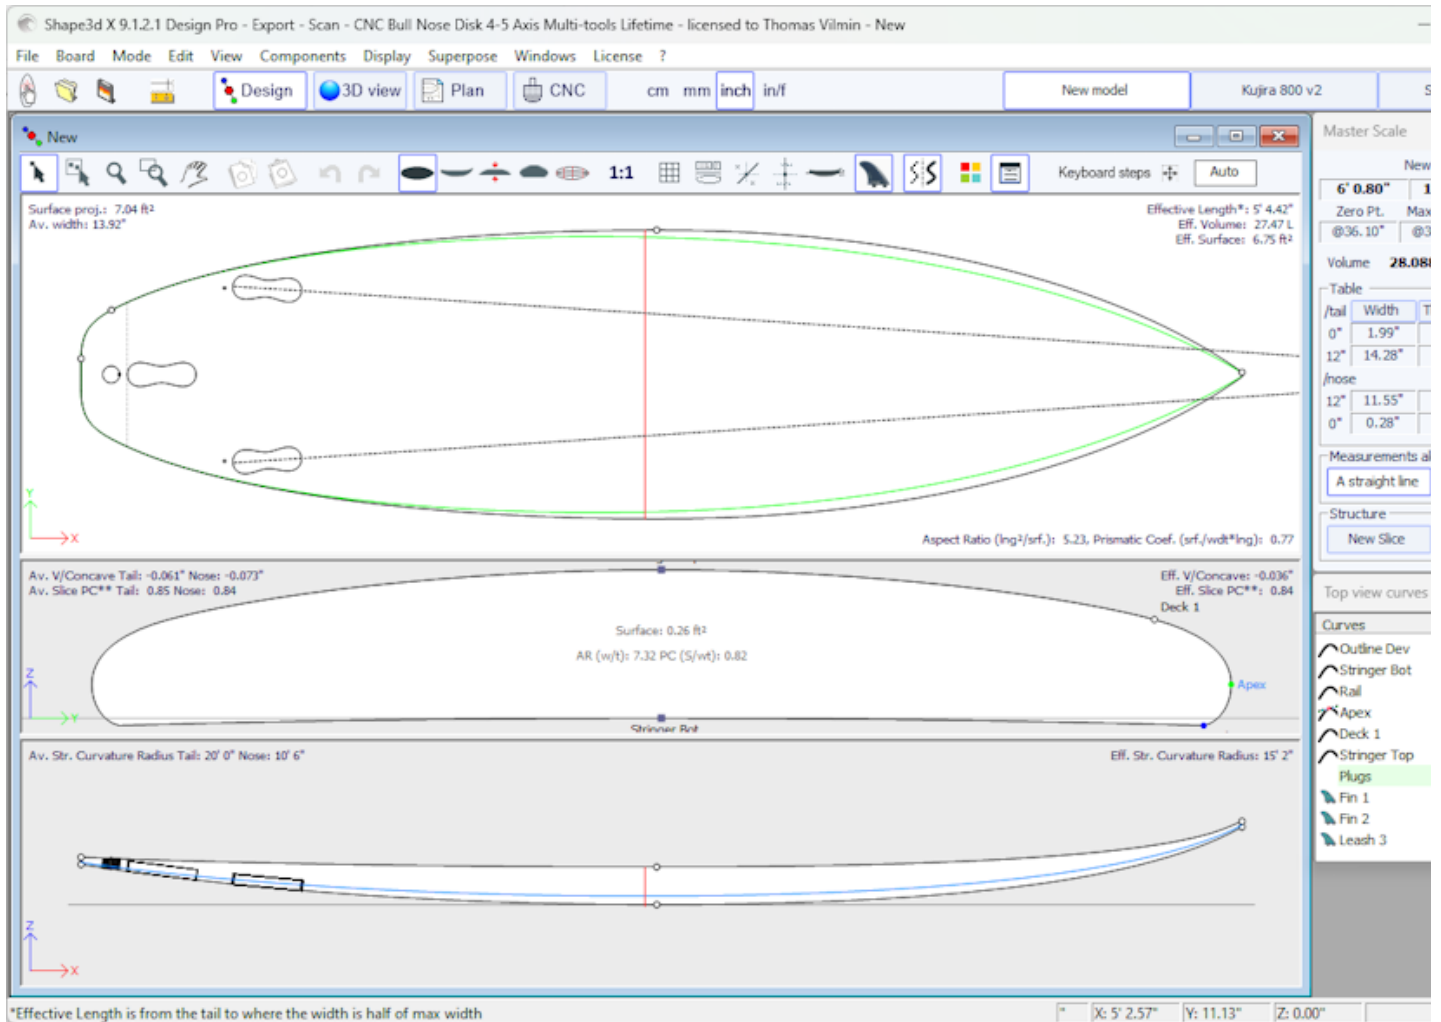 Shape3d X 9.1.2.1 Design Pro - Export - Scan - CNC Bull Nose Disk 4-5 Axis Multi-tools Lifetime - licensed to Thomas Vilmin - New
File Board Mode Edit View Components Display Superpose Windows License ?
Design 3D view Plan CNC cm mm inch in/f New model Kujira 800 v2 S
New
1:1 Keyboard steps Auto
Surface proj.: 7.04 ft²
Av. width: 13.92"
Effective Length*: 5' 4.42"
Eff. Volume: 27.47 L
Eff. Surface: 6.75 ft²
Y
X
Aspect Ratio (lng²/srf.): 5.23, Prismatic Coef. (srf./wdt*lng): 0.77
Av. V/Concave Tail: -0.061" Nose: -0.073"
Av. Slice PC** Tail: 0.85 Nose: 0.84
Eff. V/Concave: -0.036"
Eff. Slice PC**: 0.84
Deck 1
Surface: 0.26 ft²
AR (w/t): 7.32 PC (S/wt): 0.82
Apex
Z
Y
Stringer Bot
Av. Str. Curvature Radius Tail: 20' 0" Nose: 10' 6"
Eff. Str. Curvature Radius: 15' 2"
Z
X
Master Scale
New
6' 0.80" 1
Zero Pt. Max
@36.10" @3
Volume 28.088
Table
/tail Width T
0" 1.99"
12" 14.28"
/nose
12" 11.55"
0" 0.28"
Measurements al
A straight line
Structure
New Slice
Top view curves
Curves
Outline Dev
Stringer Bot
Rail
Apex
Deck 1
Stringer Top
Plugs
Fin 1
Fin 2
Leash 3
*Effective Length is from the tail to where the width is half of max width
" X: 5' 2.57" Y: 11.13" Z: 0.00"